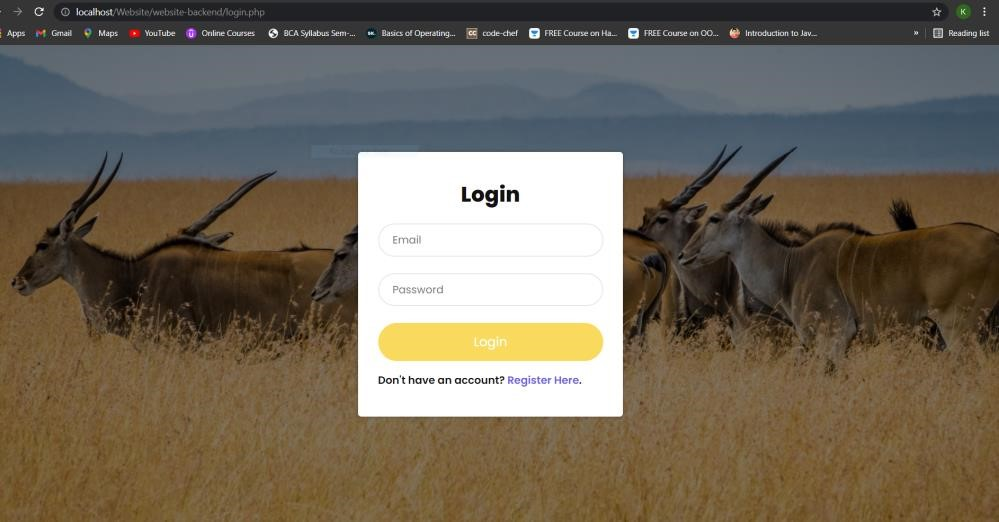 localhost/Website/website-backend/login.php
K
Apps Gmail Maps YouTube Online Courses BCA Syllabus Sem-... Basics of Operating... CC code-chef FREE Course on Ha... FREE Course on OO... Introduction to Jav... » Reading list
Login
Email
Password
Login
Don't have an account? Register Here.